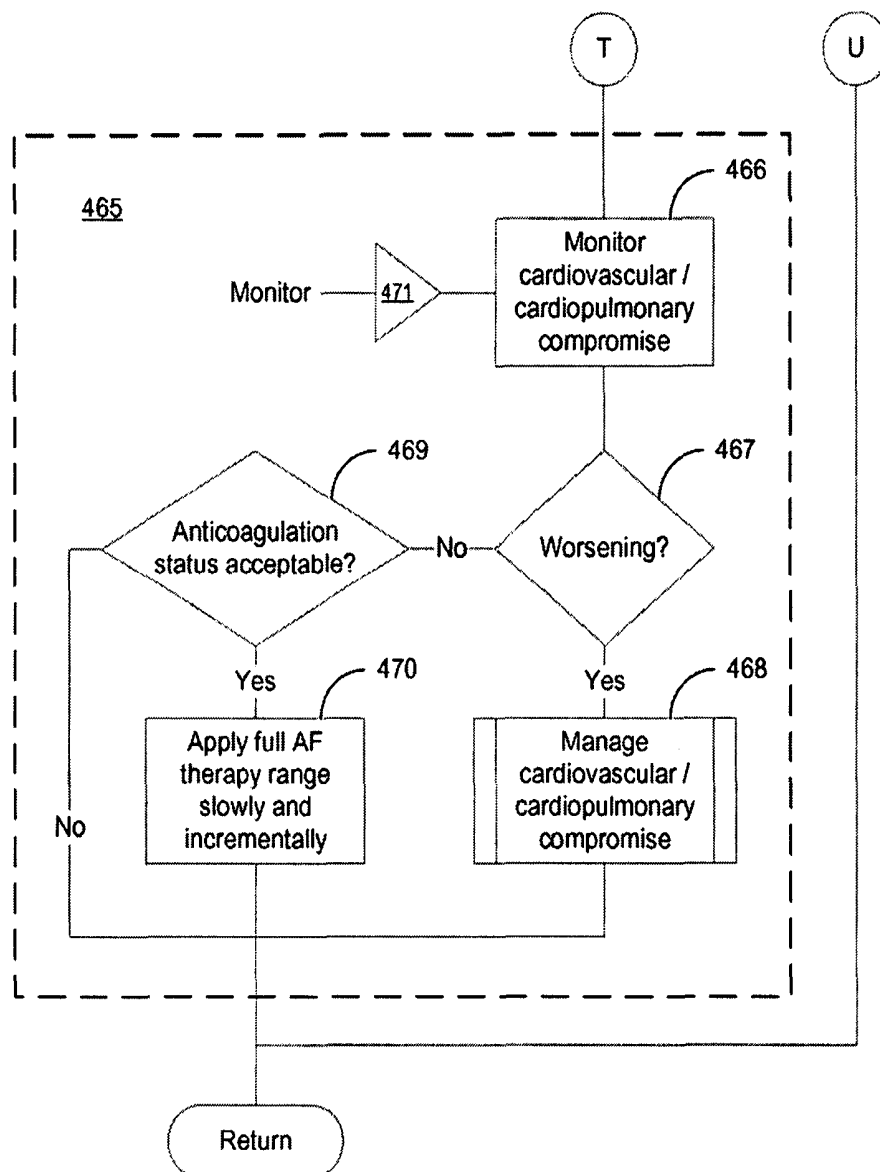 T
U
465
466
Monitor
cardiovascular /
cardiopulmonary
compromise
Monitor
471
469
467
Anticoagulation
status acceptable?
No
Worsening?
Yes
470
Yes
468
Apply full AF
therapy range
slowly and
incrementally
Manage
cardiovascular /
cardiopulmonary
compromise
No
Return